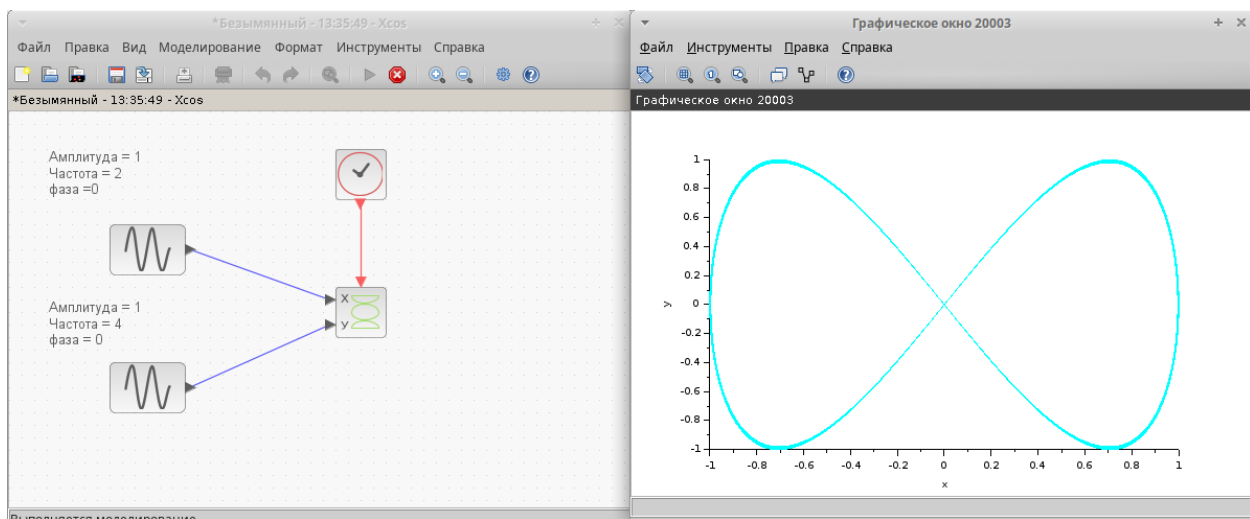 *Безымянный - 13:35:49 - Xcos
Файл Правка Вид Моделирование Формат Инструменты Справка
*Безымянный - 13:35:49 - Xcos
Амплитуда = 1
Частота = 2
фаза =0
Амплитуда = 1
Частота = 4
фаза = 0
X
y
Выполняется моделирование
Графическое окно 20003
Файл Инструменты Правка Справка
Графическое окно 20003
1
0.8
0.6
0.4
0.2
0
-0.2
-0.4
-0.6
-0.8
-1
y
-1 -0.8 -0.6 -0.4 -0.2 0 0.2 0.4 0.6 0.8 1
x